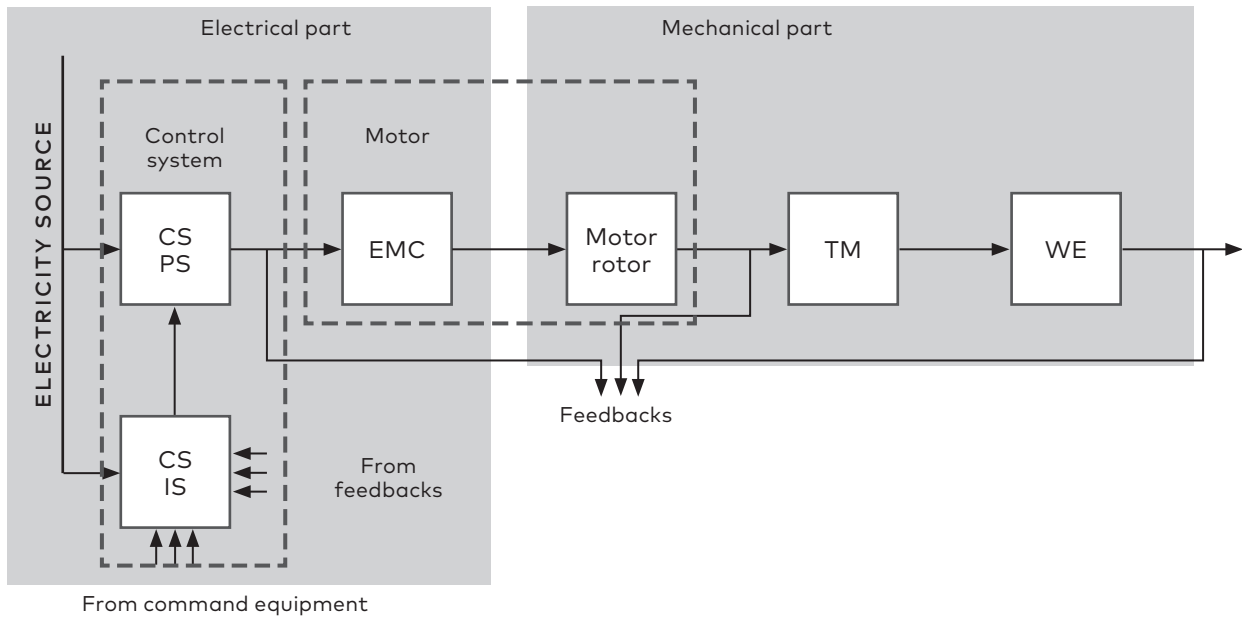 Electrical part
Mechanical part
ELECTRICITY SOURCE
Control
system
Motor
CS
PS
EMC
Motor
rotor
TM
WE
Feedbacks
CS
IS
From
feedbacks
From command equipment